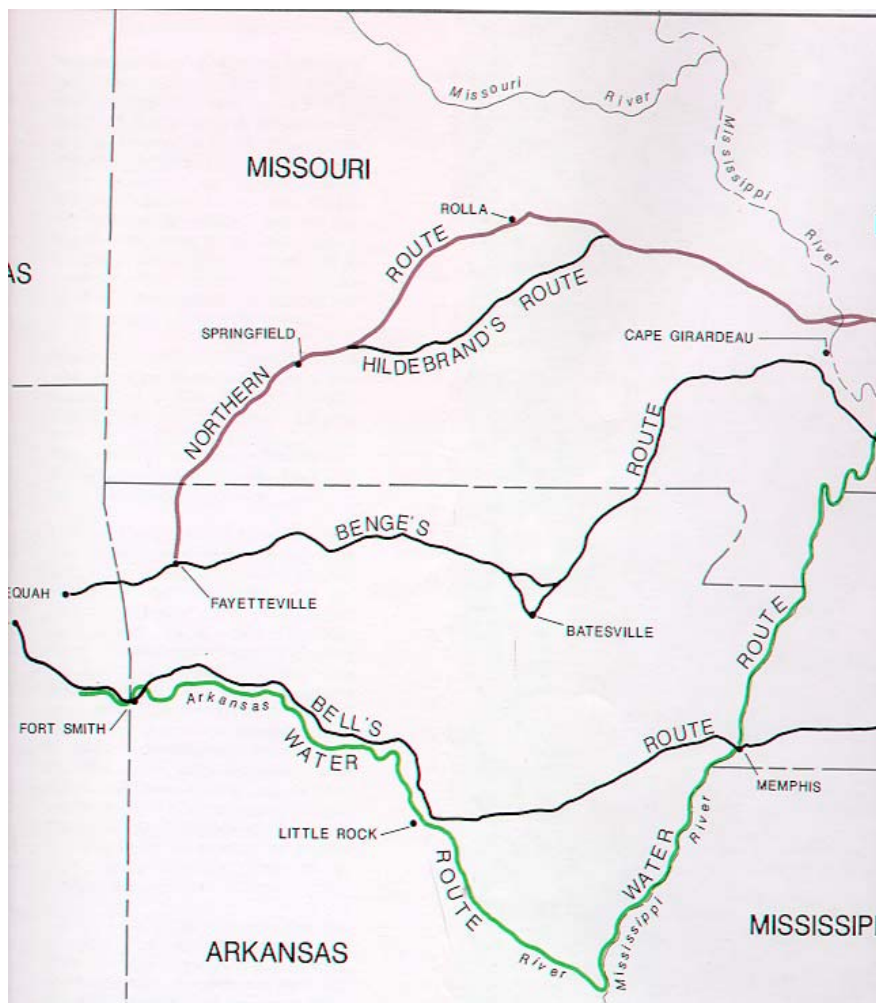 Missouri River
MISSOURI
Mississippi River
ROLLA
AS
ROUTE
HILDEBRAND'S ROUTE
SPRINGFIELD
CAPE GIRARDEAU
NORTHERN
ROUTE
BENGE'S
EQUAH
FAYETTEVILLE
BATESVILLE
ROUTE
FORT SMITH
Arkansas
BELL'S
ROUTE
WATER
MEMPHIS
LITTLE ROCK
ROUTE
WATER
River
Mississippi
MISSISSIPI
ARKANSAS
River